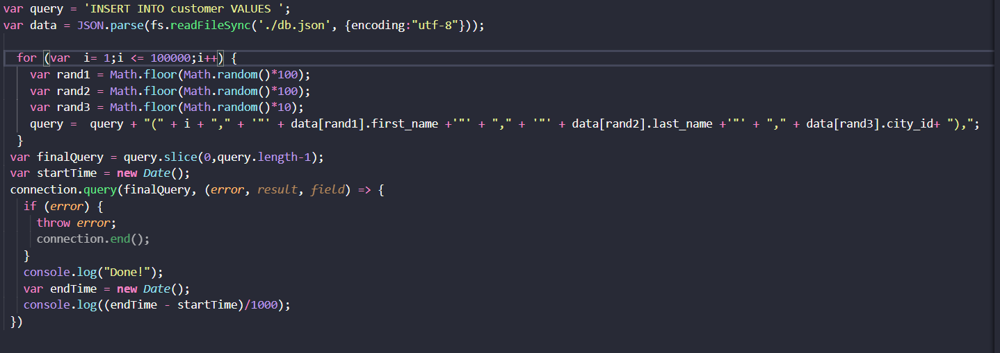 var query = 'INSERT INTO customer VALUES ';
var data = JSON.parse(fs.readFileSync('./db.json', {encoding:"utf-8"}));
for (var  i= 1;i <= 100000;i++) {
var rand1 = Math.floor(Math.random()*100);
var rand2 = Math.floor(Math.random()*100);
var rand3 = Math.floor(Math.random()*10);
query =  query + "(" + i + "," + '"' + data[rand1].first_name +'"' + "," + '"' + data[rand2].last_name +'"' + "," + data[rand3].city_id+ "),";
}
var finalQuery = query.slice(0,query.length-1);
var startTime = new Date();
connection.query(finalQuery, (error, result, field) => {
if (error) {
throw error;
connection.end();
}
console.log("Done!");
var endTime = new Date();
console.log((endTime - startTime)/1000);
})